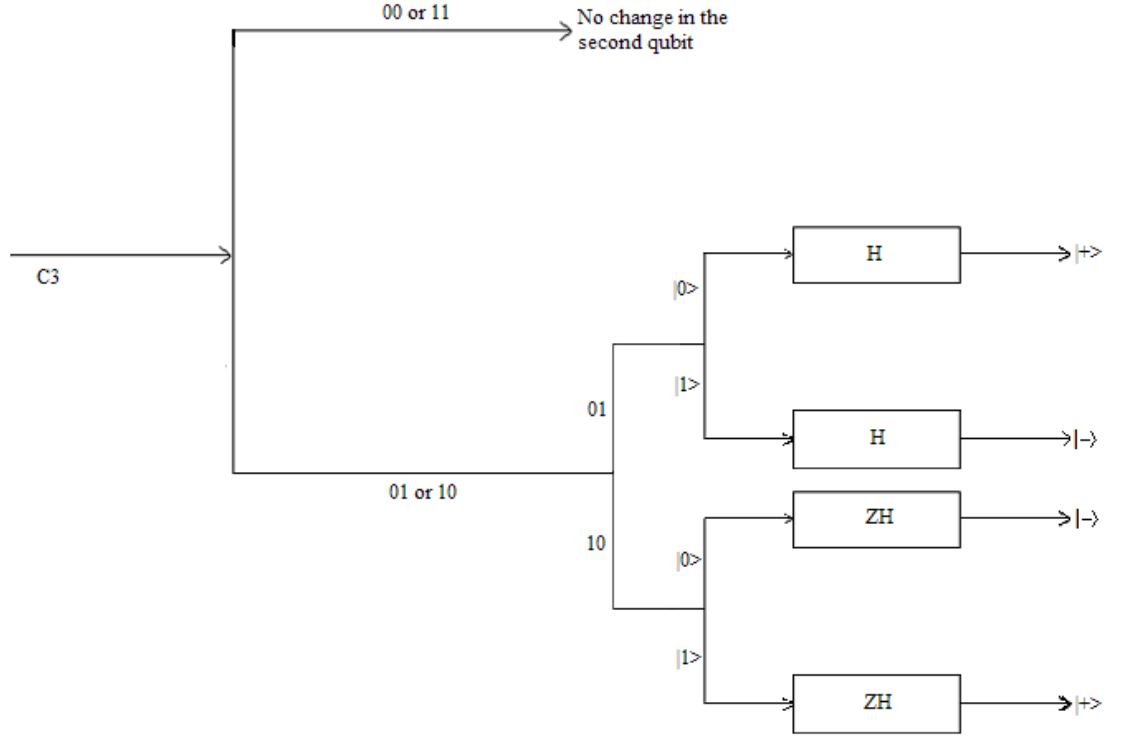 00 or 11
No change in the
second qubit
C3
H
|+>
|0>
|1>
01
H
|−⟩
01 or 10
ZH
|−⟩
10
|0>
|1>
ZH
|+>